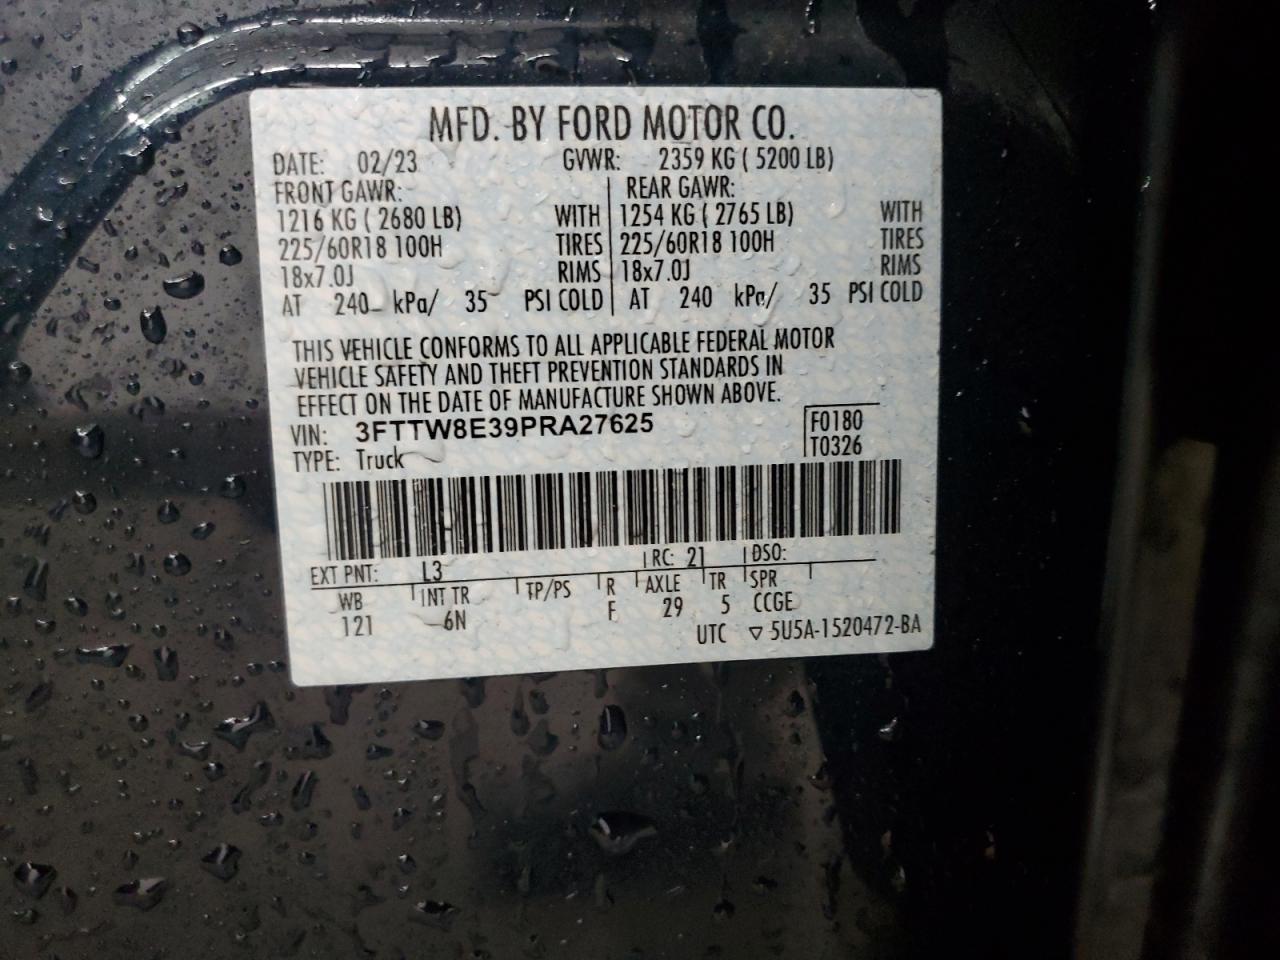 MFD. BY FORD MOTOR CO.
DATE: 02/23 GVWR: 2359 KG ( 5200 LB)
FRONT GAWR: REAR GAWR:
1216 KG ( 2680 LB) WITH 1254 KG ( 2765 LB) WITH
225/60R18 100H TIRES 225/60R18 100H TIRES
18x7.0J RIMS 18x7.0J RIMS
AT 240 kPa/ 35 PSI COLD AT 240 kPa/ 35 PSI COLD
THIS VEHICLE CONFORMS TO ALL APPLICABLE FEDERAL MOTOR
VEHICLE SAFETY AND THEFT PREVENTION STANDARDS IN
EFFECT ON THE DATE OF MANUFACTURE SHOWN ABOVE.
VIN: 3FTTW8E39PRA27625 F0180
TYPE: Truck T0326
EXT PNT: L3 RC: 21 DSO:
WB INT TR TP/PS R AXLE TR SPR
121 6N F 29 5 CCGE
UTC ▽ 5U5A-1520472-BA